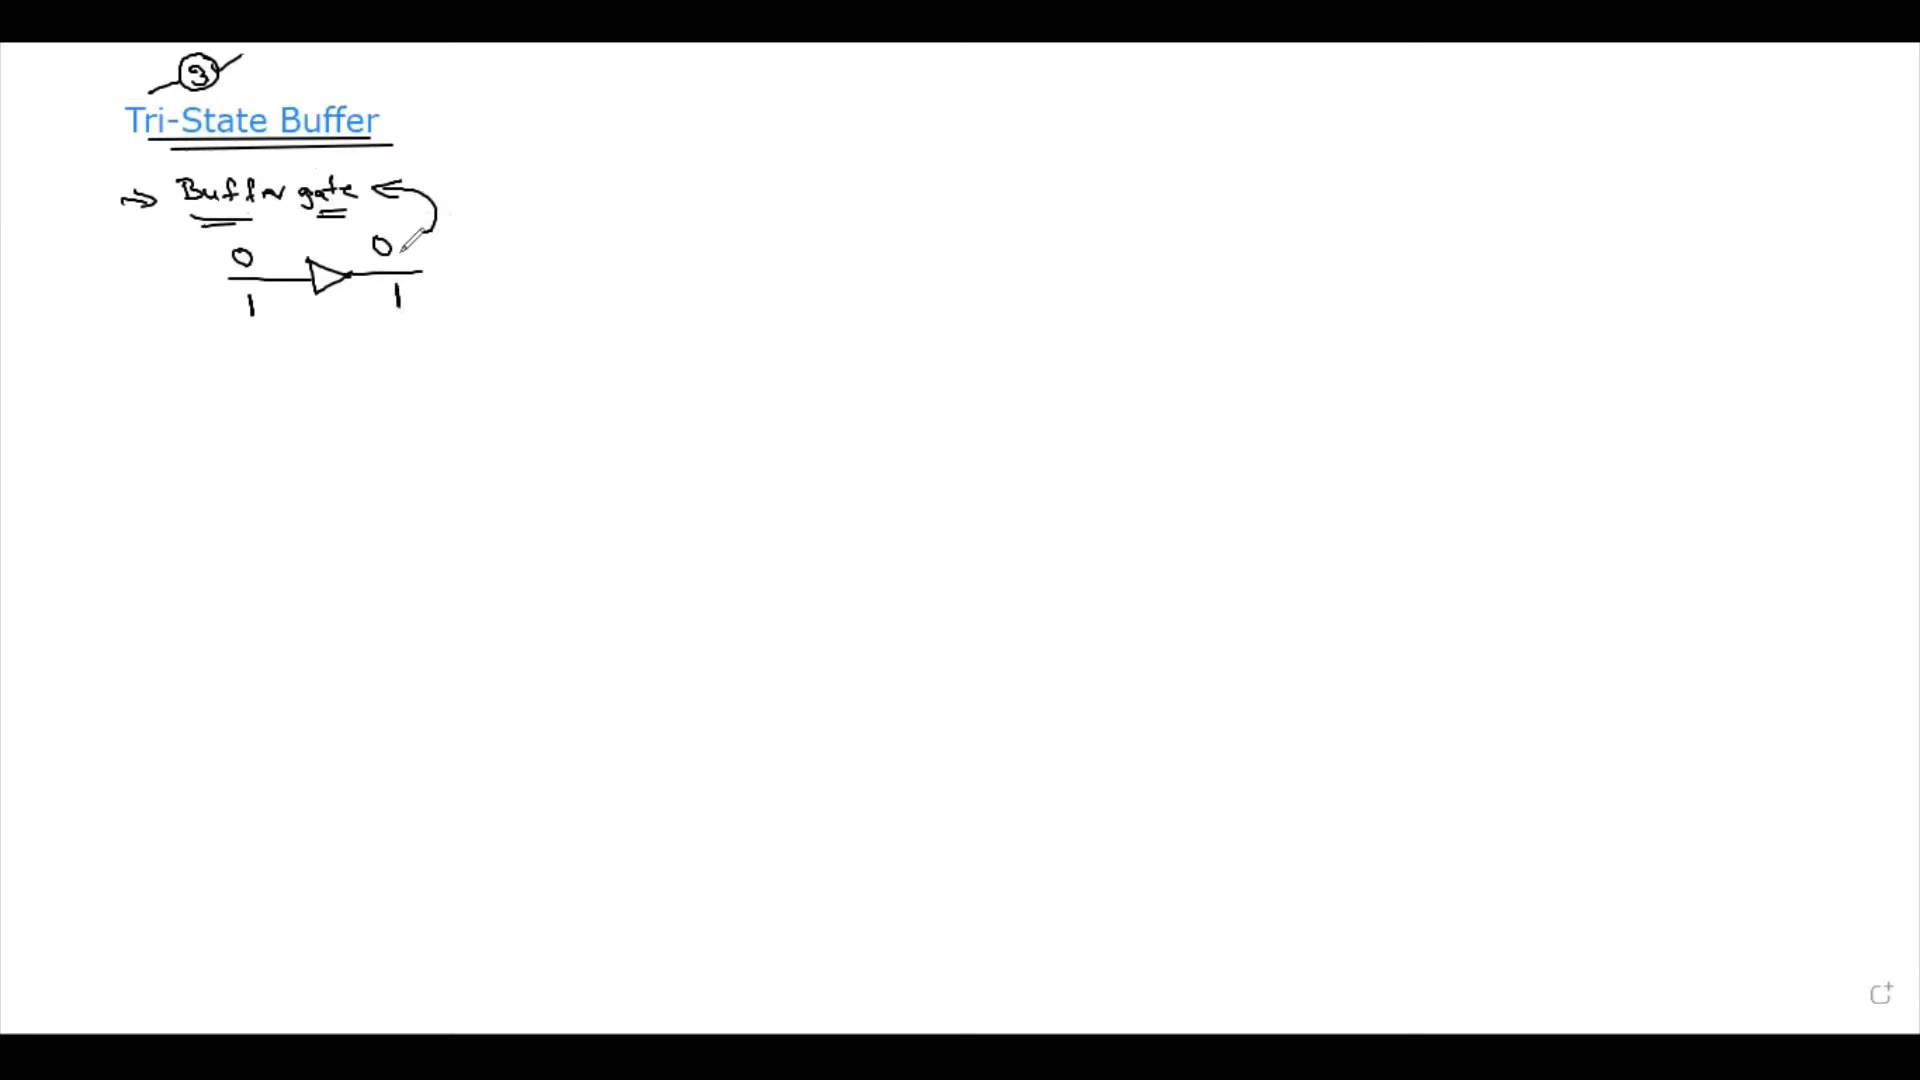 3
Tri-State Buffer
⇒ Buffer gate
0 0
1 1